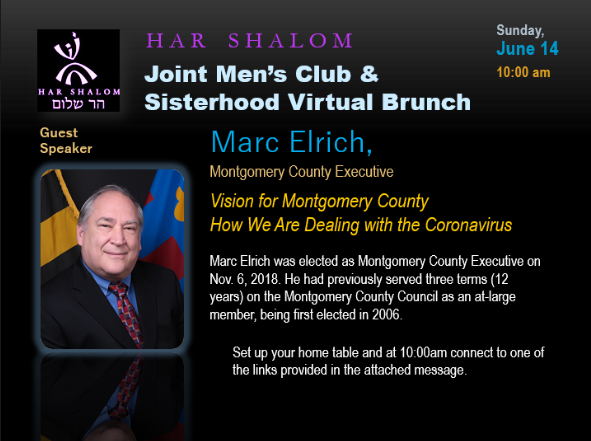 HAR SHALOM
Sunday,
June 14
10:00 am
Joint Men's Club &
Sisterhood Virtual Brunch
HAR SHALOM
הר שלום
Guest
Speaker
Marc Elrich,
Montgomery County Executive
Vision for Montgomery County
How We Are Dealing with the Coronavirus
Marc Elrich was elected as Montgomery County Executive on
Nov. 6, 2018. He had previously served three terms (12
years) on the Montgomery County Council as an at-large
member, being first elected in 2006.
Set up your home table and at 10:00am connect to one of
the links provided in the attached message.